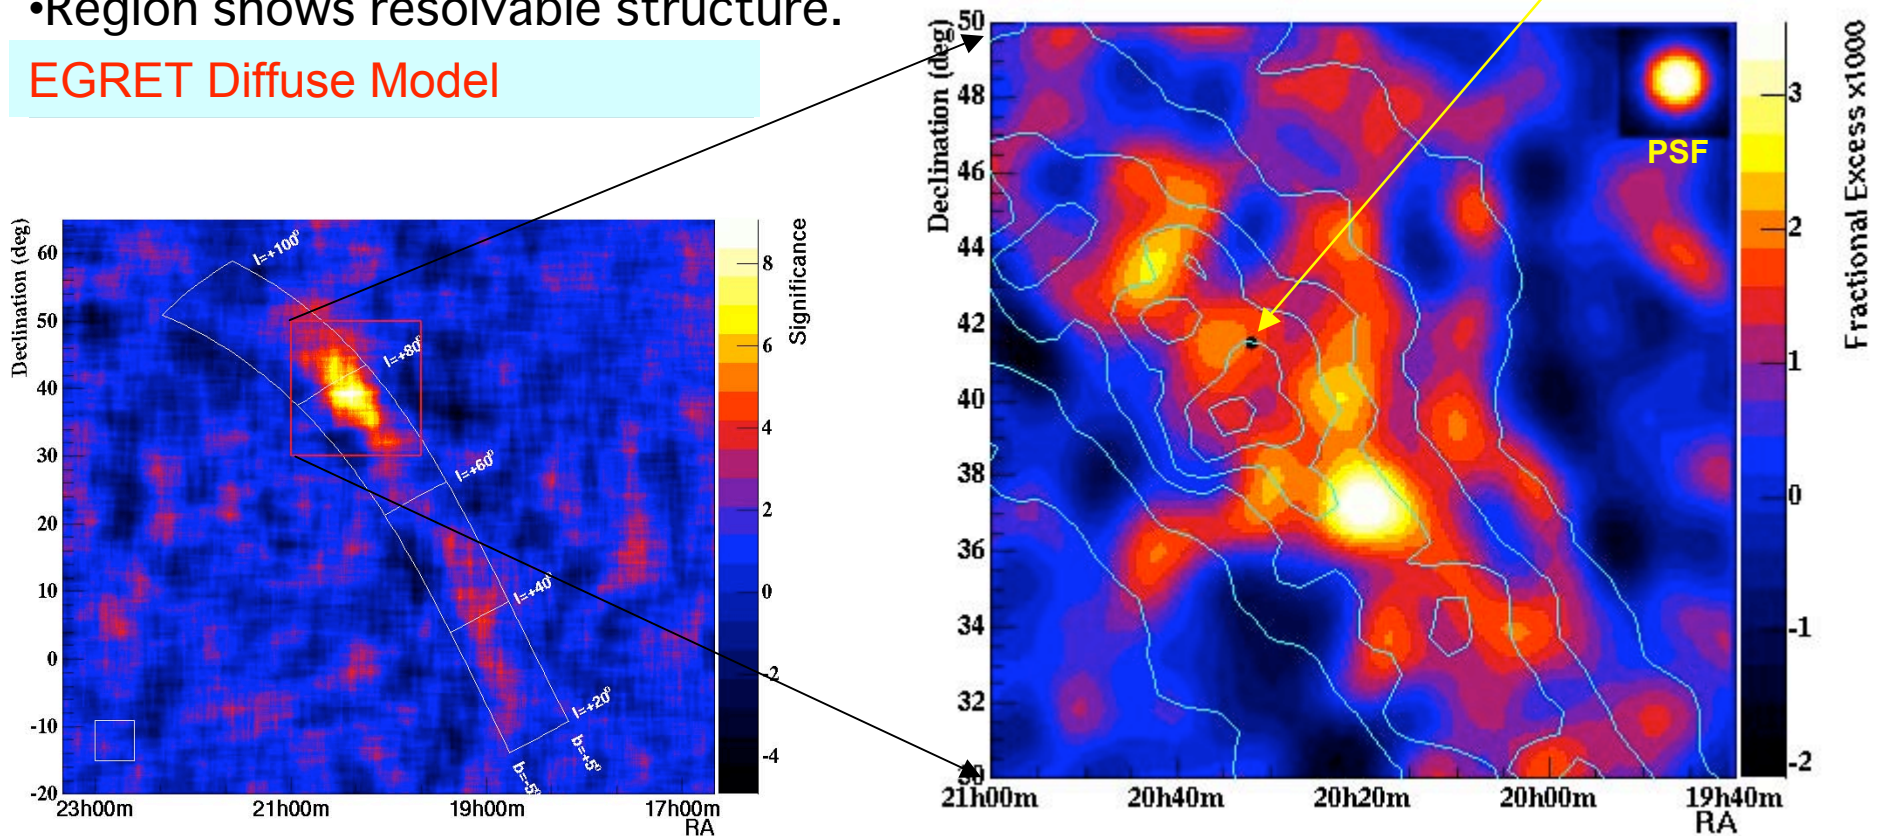 •Region shows resolvable structure.
EGRET Diffuse Model
Declination (deg)
60
50
40
30
20
10
0
-10
-20
23h00m 21h00m 19h00m 17h00m
RA
l=+100°
l=+80°
l=+60°
l=+40°
l=+20°
b=+5°
b=-5°
8
6
4
2
0
-2
-4
Significance
Declination (deg)
50
48
46
44
42
40
38
36
34
32
30
21h00m 20h40m 20h20m 20h00m 19h40m
RA
PSF
3
2
1
0
-1
-2
Fractional Excess x1000